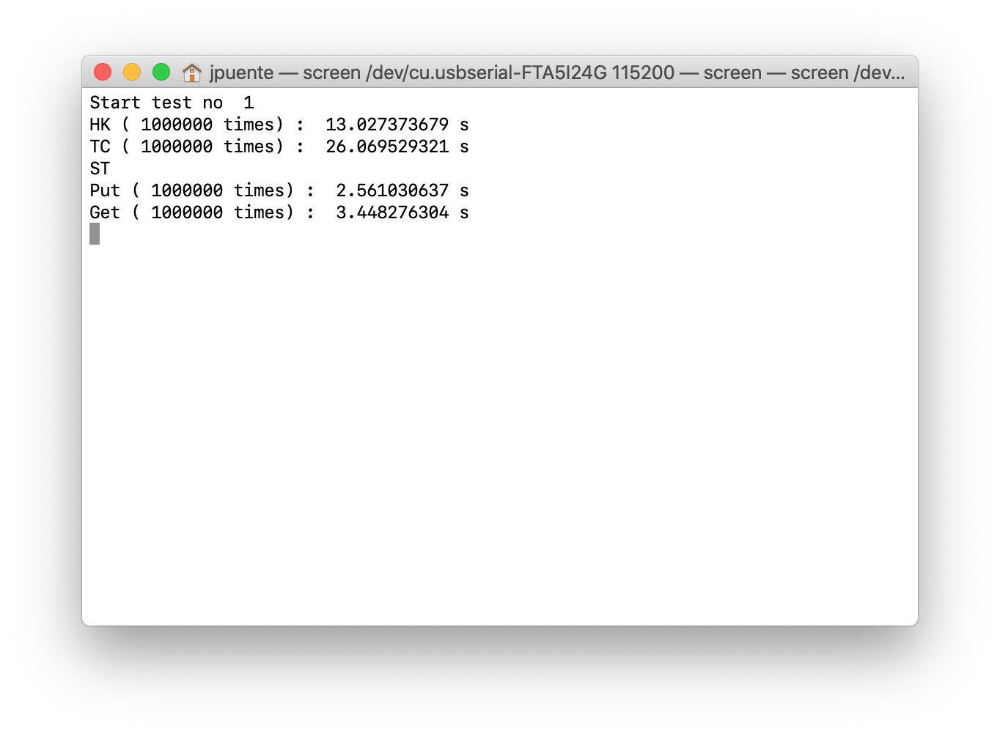 jpuente — screen /dev/cu.usbserial-FTA5I24G 115200 — screen — screen /dev...
Start test no  1
HK ( 1000000 times) :  13.027373679 s
TC ( 1000000 times) :  26.069529321 s
ST
Put ( 1000000 times) :  2.561030637 s
Get ( 1000000 times) :  3.448276304 s